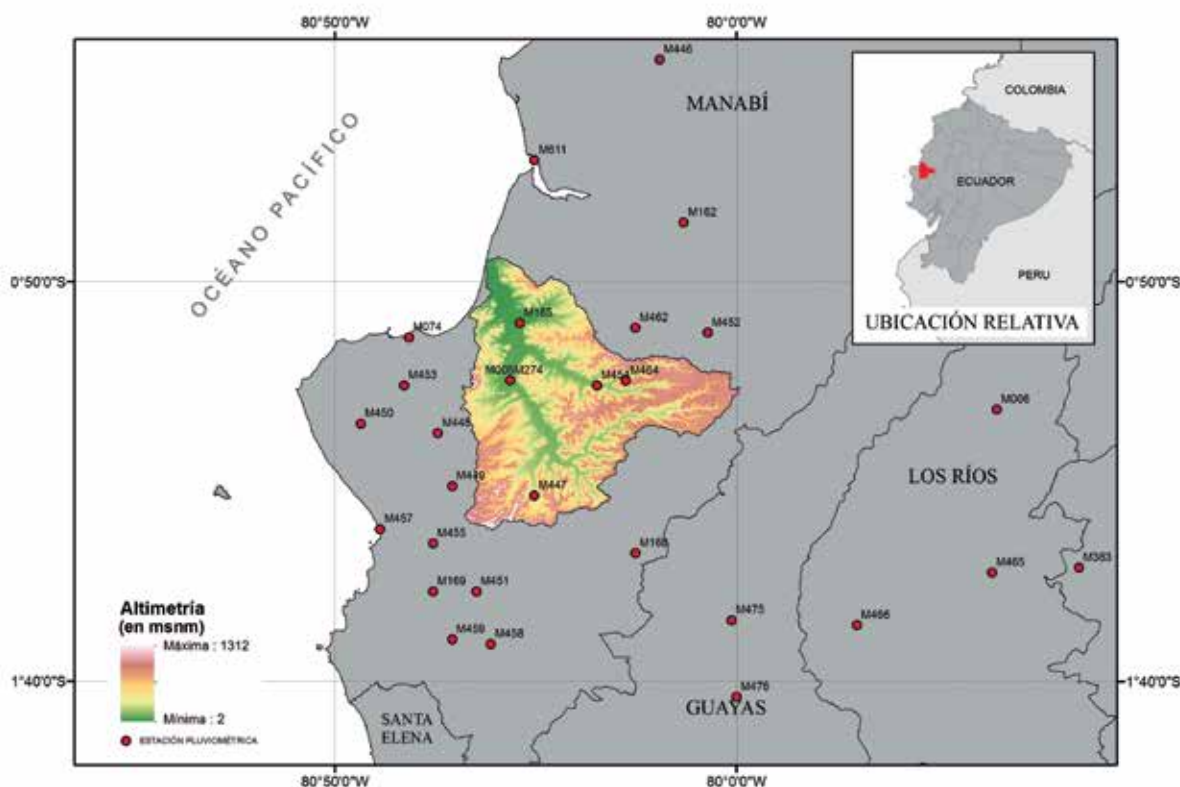 80°50'0"W
80°0'0"W
M446
COLOMBIA
MANABÍ
OCÉANO PACÍFICO
M611
ECUADOR
M162
0°50'0"S
0°50'0"S
PERU
M165
M462
M452
UBICACIÓN RELATIVA
M074
M005
M274
M454
M464
M453
M006
M450
M448
LOS RÍOS
M449
M447
M457
M455
M168
M465
M383
M169
M451
Altimetría
(en msnm)
M475
M466
M459
M458
Máxima : 1312
1°40'0"S
1°40'0"S
M476
GUAYAS
SANTA
ELENA
Mínima : 2
ESTACIÓN PLUVIOMÉTRICA
80°50'0"W
80°0'0"W